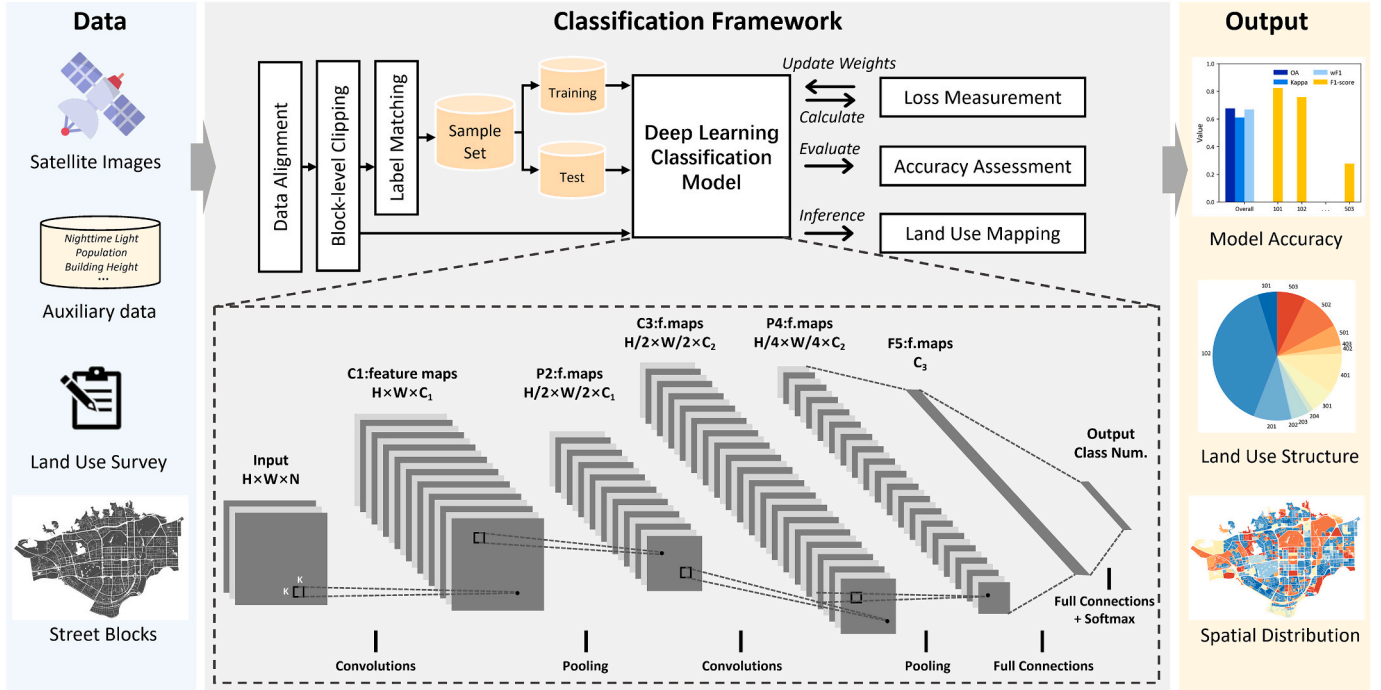 Data
Satellite Images
Nighttime Light
Population
Building Height
...
Auxiliary data
Land Use Survey
Street Blocks
Classification Framework
Data Alignment
Block-level Clipping
Label Matching
Sample
Set
Training
Test
Deep Learning
Classification
Model
Update Weights
Calculate
Loss Measurement
Evaluate
Accuracy Assessment
Inference
Land Use Mapping
Input
H×W×N
K
K
C1:feature maps
H×W×C₁
P2:f.maps
H/2×W/2×C₁
C3:f.maps
H/2×W/2×C₂
P4:f.maps
H/4×W/4×C₂
F5:f.maps
C₃
Output
Class Num.
Full Connections
+ Softmax
Convolutions
Pooling
Convolutions
Pooling
Full Connections
Output
1.0
0.8
0.6
0.4
0.2
0.0
Value
OA
Kappa
wF1
F1-score
Overall
101
102
...
503
Model Accuracy
101
503
502
501
403
402
401
301
204
203
202
201
102
Land Use Structure
Spatial Distribution